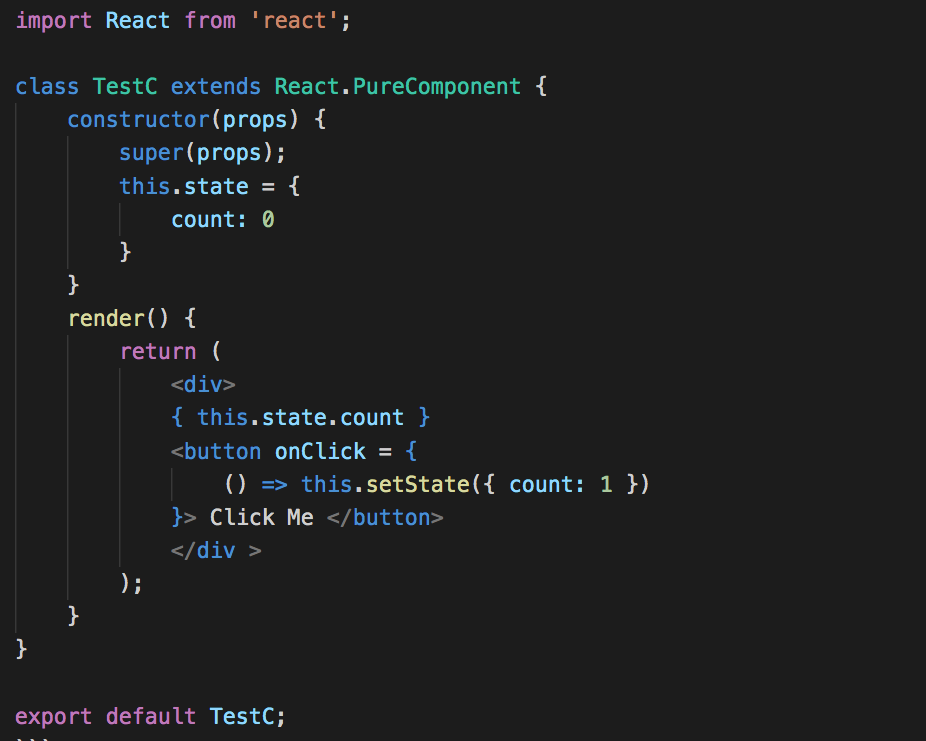 import React from 'react';
class TestC extends React.PureComponent {
constructor(props) {
super(props);
this.state = {
count: 0
}
}
render() {
return (
<div>
{ this.state.count }
<button onClick = {
() => this.setState({ count: 1 })
}> Click Me </button>
</div >
);
}
}
export default TestC;